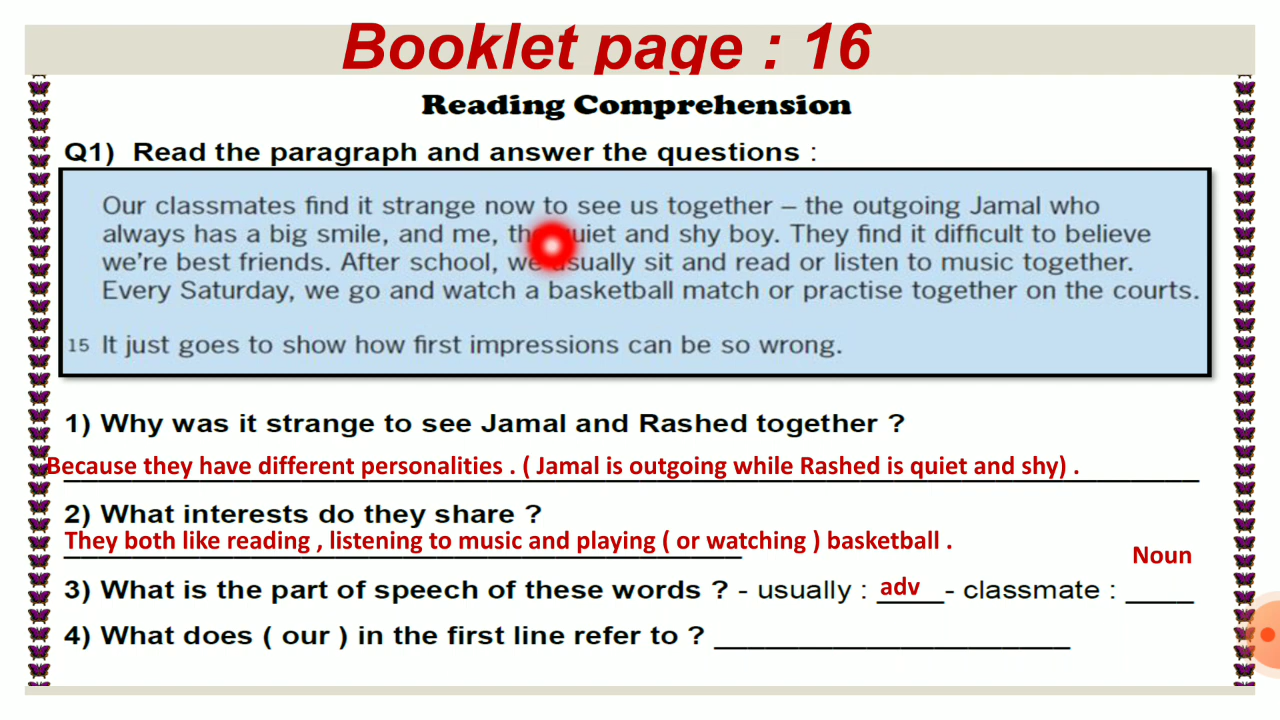 Booklet page : 16
Reading Comprehension
Q1) Read the paragraph and answer the questions :
Our classmates find it strange now to see us together – the outgoing Jamal who
always has a big smile, and me, the quiet and shy boy. They find it difficult to believe
we're best friends. After school, we usually sit and read or listen to music together.
Every Saturday, we go and watch a basketball match or practise together on the courts.
15 It just goes to show how first impressions can be so wrong.
1) Why was it strange to see Jamal and Rashed together ?
Because they have different personalities . ( Jamal is outgoing while Rashed is quiet and shy) .
2) What interests do they share ?
They both like reading , listening to music and playing ( or watching ) basketball .
Noun
3) What is the part of speech of these words ? - usually : adv - classmate : ____
4) What does ( our ) in the first line refer to ? ____________________